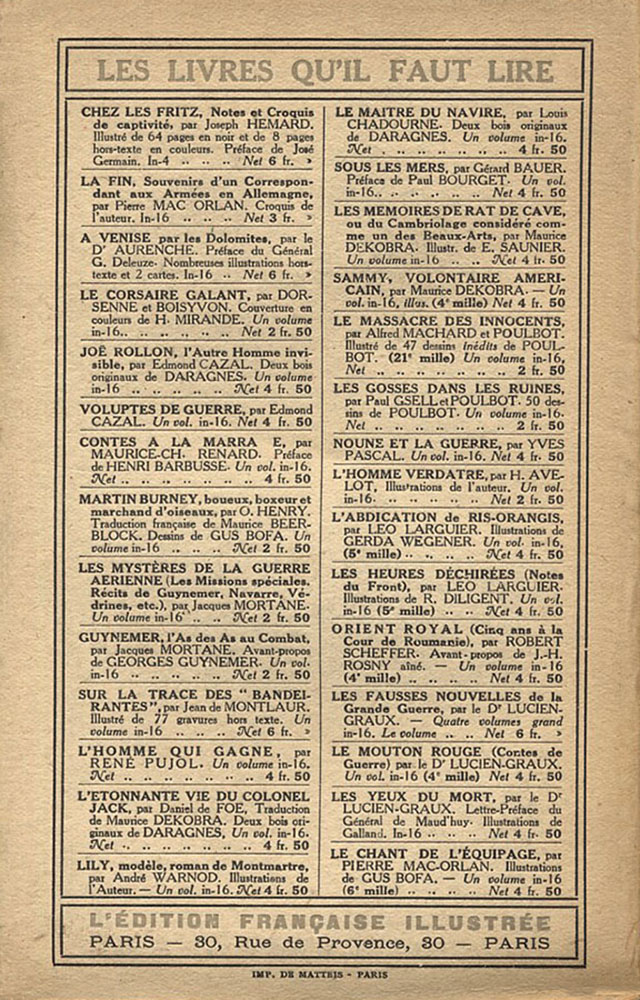 LES LIVRES QU'IL FAUT LIRE
CHEZ LES FRITZ, Notes et Croquis
de captivité, par Joseph HEMARD.
Illustré de 64 pages en noir et de 8 pages
hors-texte en couleurs. Préface de José
Germain. In-4 .. .. .. Net 6 fr. »
LA FIN, Souvenirs d'un Correspon-
dant aux Armées en Allemagne,
par Pierre MAC ORLAN. Croquis de
l'auteur. In-16 .. .. .. Net 3 fr. »
A VENISE par les Dolomites, par le
Dr AURENCHE. Préface du Général
G. Deleuze. Nombreuses illustrations hors-
texte et 2 cartes. In-16 .. Net 6 fr. »
LE CORSAIRE GALANT, par DOR-
SENNE et BOISYVON. Couverture en
couleurs de H. MIRANDE. Un volume
in-16.. .. .. .. .. .. Net 2 fr. 50
JOË ROLLON, l'Autre Homme invi-
sible, par Edmond CAZAL. Deux bois
originaux de DARAGNES. Un volume
in-16 .. .. .. .. .. .. Net 4 fr. 50
VOLUPTES DE GUERRE, par Edmond
CAZAL. Un vol. in-16. Net 4 fr. 50
CONTES A LA MARRA E, par
MAURICE-CH. RENARD. Préface
de HENRI BARBUSSE. Un vol. in-16.
Net .. .. .. .. .. .. .. 4 fr. 50
MARTIN BURNEY, boueux, boxeur et
marchand d'oiseaux, par O. HENRY.
Traduction française de Maurice BEER-
BLOCK. Dessins de GUS BOFA. Un
volume in-16 .. .. .. Net 2 fr. 50
LES MYSTÈRES DE LA GUERRE
AERIENNE (Les Missions spéciales.
Récits de Guynemer, Navarre, Vé-
drines, etc.), par Jacques MORTANE.
Un volume in-16 .. .. .. Net 2 fr. 50
GUYNEMER, l'As des As au Combat,
par Jacques MORTANE. Avant-propos
de GEORGES GUYNEMER. Un vol.
in-16 .. .. .. .. .. .. Net 2 fr. 50
SUR LA TRACE DES " BANDEI-
RANTES", par Jean de MONTLAUR.
Illustré de 77 gravures hors texte. Un
volume in-16 .. .. .. Net 6 fr. »
L'HOMME QUI GAGNE, par
RENÉ PUJOL. Un volume in-16.
Net .. .. .. .. .. .. .. 4 fr. 50
L'ETONNANTE VIE DU COLONEL
JACK, par Daniel de FOE, Traduction
de Maurice DEKOBRA. Deux bois ori-
ginaux de DARAGNES, Un vol. in-16.
Net .. .. .. .. .. .. .. 4 fr. 50
LILY, modèle, roman de Montmartre,
par André WARNOD. Illustrations de
l'Auteur. — Un vol. in-16. Net 4 fr. 50
LE MAITRE DU NAVIRE, par Louis
CHADOURNE. Deux bois originaux
de DARAGNES. Un volume in-16.
Net .. .. .. .. .. .. .. 4 fr. 50
SOUS LES MERS, par Gérard BAUER.
Préface de Paul BOURGET. Un vol.
in-16.. .. .. .. .. .. Net 4 fr. 50
LES MEMOIRES DE RAT DE CAVE,
ou du Cambriolage considéré com-
me un des Beaux-Arts, par Maurice
DEKOBRA. Illustr. de E. SAUNIER.
Un volume in-16 .. .. Net 4 fr. 50
SAMMY, VOLONTAIRE AMERI-
CAIN, par Maurice DEKOBRA. — Un
vol. in-16, illus. (4e mille) Net 4 fr. 50
LE MASSACRE DES INNOCENTS,
par Alfred MACHARD et POULBOT.
Illustré de 47 dessins inédits de POUL-
BOT. (21e mille) Un volume in-16,
Net .. .. .. .. .. .. .. 2 fr. 50
LES GOSSES DANS LES RUINES,
par Paul GSELL et POULBOT. 50 des-
sins de POULBOT. Un volume in-16.
Net .. .. .. .. .. .. .. 2 fr. 50
NOUNE ET LA GUERRE, par YVES
PASCAL. Un vol. in-16. Net 4 fr. 50
L'HOMME VERDATRE, par H. AVE-
LOT, Illustrations de l'auteur. Un vol.
in-16. .. .. .. .. .. .. Net 2 fr. 50
L'ABDICATION de RIS-ORANGIS,
par LEO LARGUIER. Illustrations de
GERDA WEGENER. Un vol. in-16.
(5e mille) .. .. .. .. .. Net 4 fr. 50
LES HEURES DÉCHIRÉES (Notes
du Front), par LEO LARGUIER.
Illustrations de R. DILIGENT. Un vol.
in-16 (5e mille) .. .. Net 4 fr. 50
ORIENT ROYAL (Cinq ans à la
Cour de Roumanie), par ROBERT
SCHEFFER. Avant-propos de J.-H.
ROSNY aîné. — Un volume in-16
(4e mille) .. .. .. .. .. Net 4 fr. 50
LES FAUSSES NOUVELLES de la
Grande Guerre, par le Dr LUCIEN-
GRAUX. — Quatre volumes grand
in-16. Le volume .. .. Net 6 fr. »
LE MOUTON ROUGE (Contes de
Guerre) par le Dr LUCIEN-GRAUX.
Un vol. in-16 (4e mille) Net 4 fr. 50
LES YEUX DU MORT, par le Dr
LUCIEN-GRAUX. Lettre-Préface du
Général de Maud'huy. Illustrations de
Galland. In-16 .. .. .. Net 4 fr. 50
LE CHANT DE L'ÉQUIPAGE, par
PIERRE MAC-ORLAN. Illustrations
de GUS BOFA. — Un volume in-16
(6e mille) .. .. .. .. .. Net 4 fr. 50
L'ÉDITION FRANÇAISE ILLUSTRÉE
PARIS — 30, Rue de Provence, 30 — PARIS
IMP. DE MATTEIS - PARIS